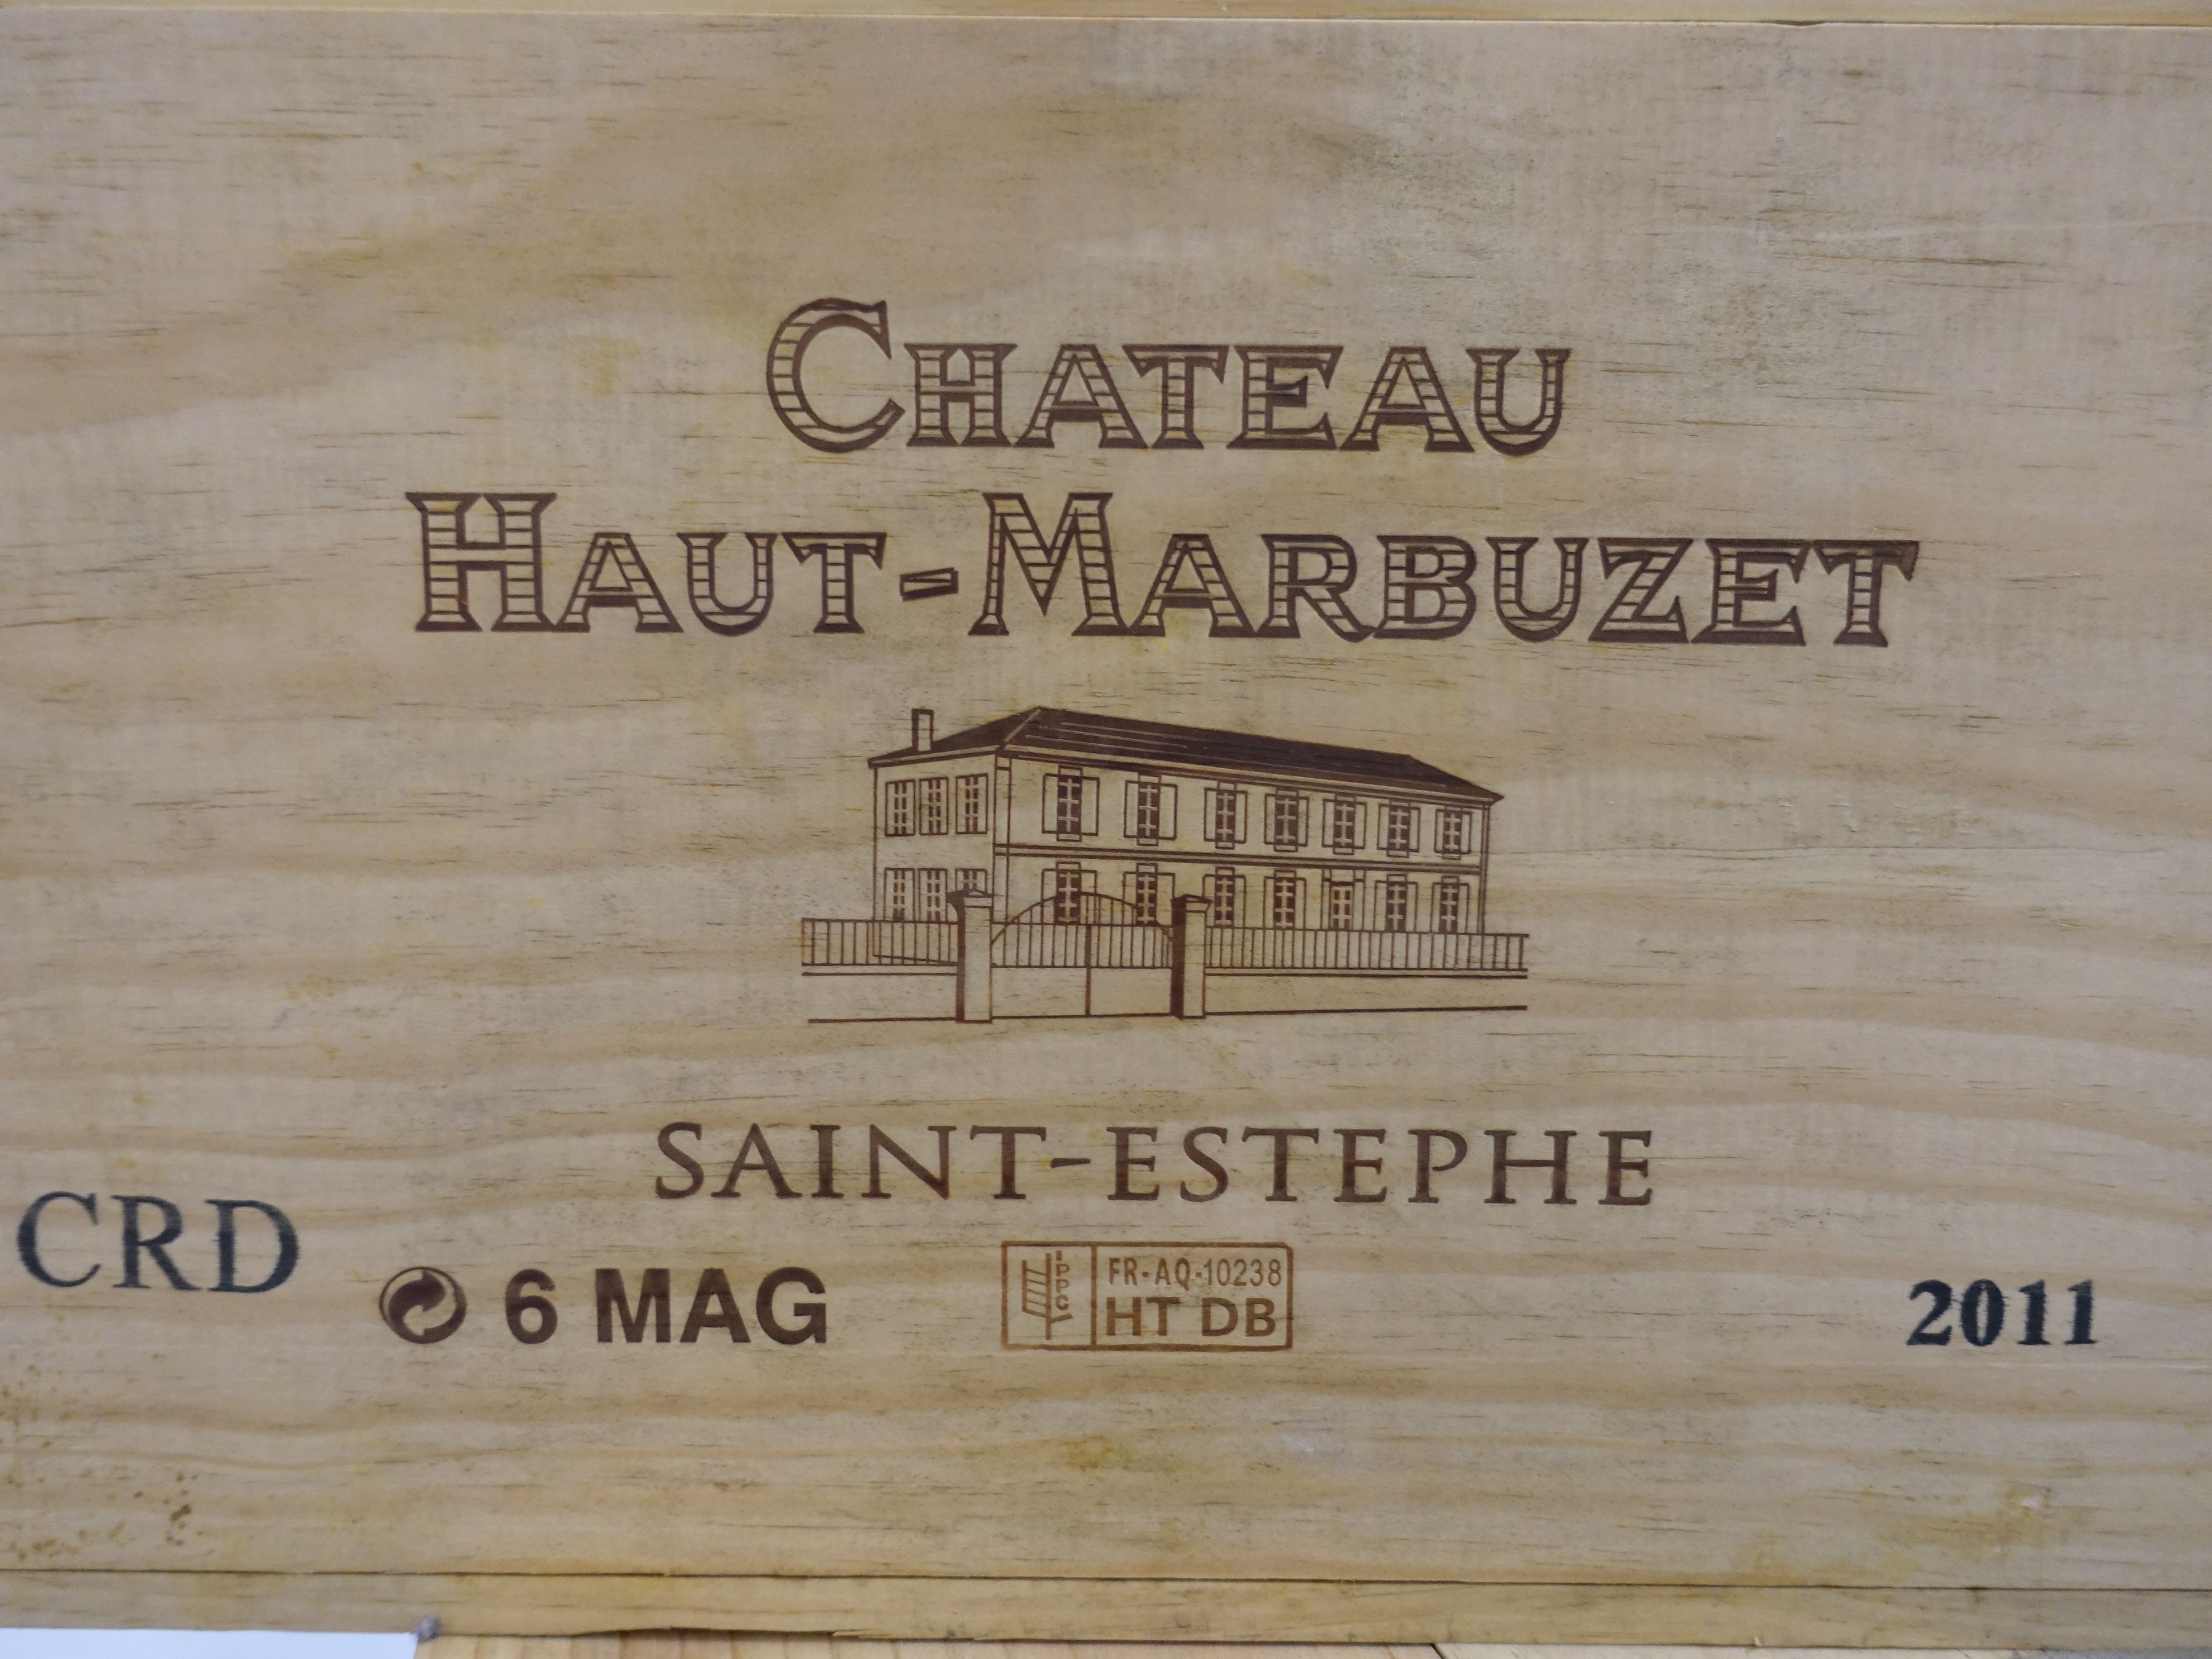 CHATEAU
HAUT-MARBUZET
SAINT-ESTEPHE
CRD
6 MAG
IPPC
FR-AQ-10238
HT DB
2011